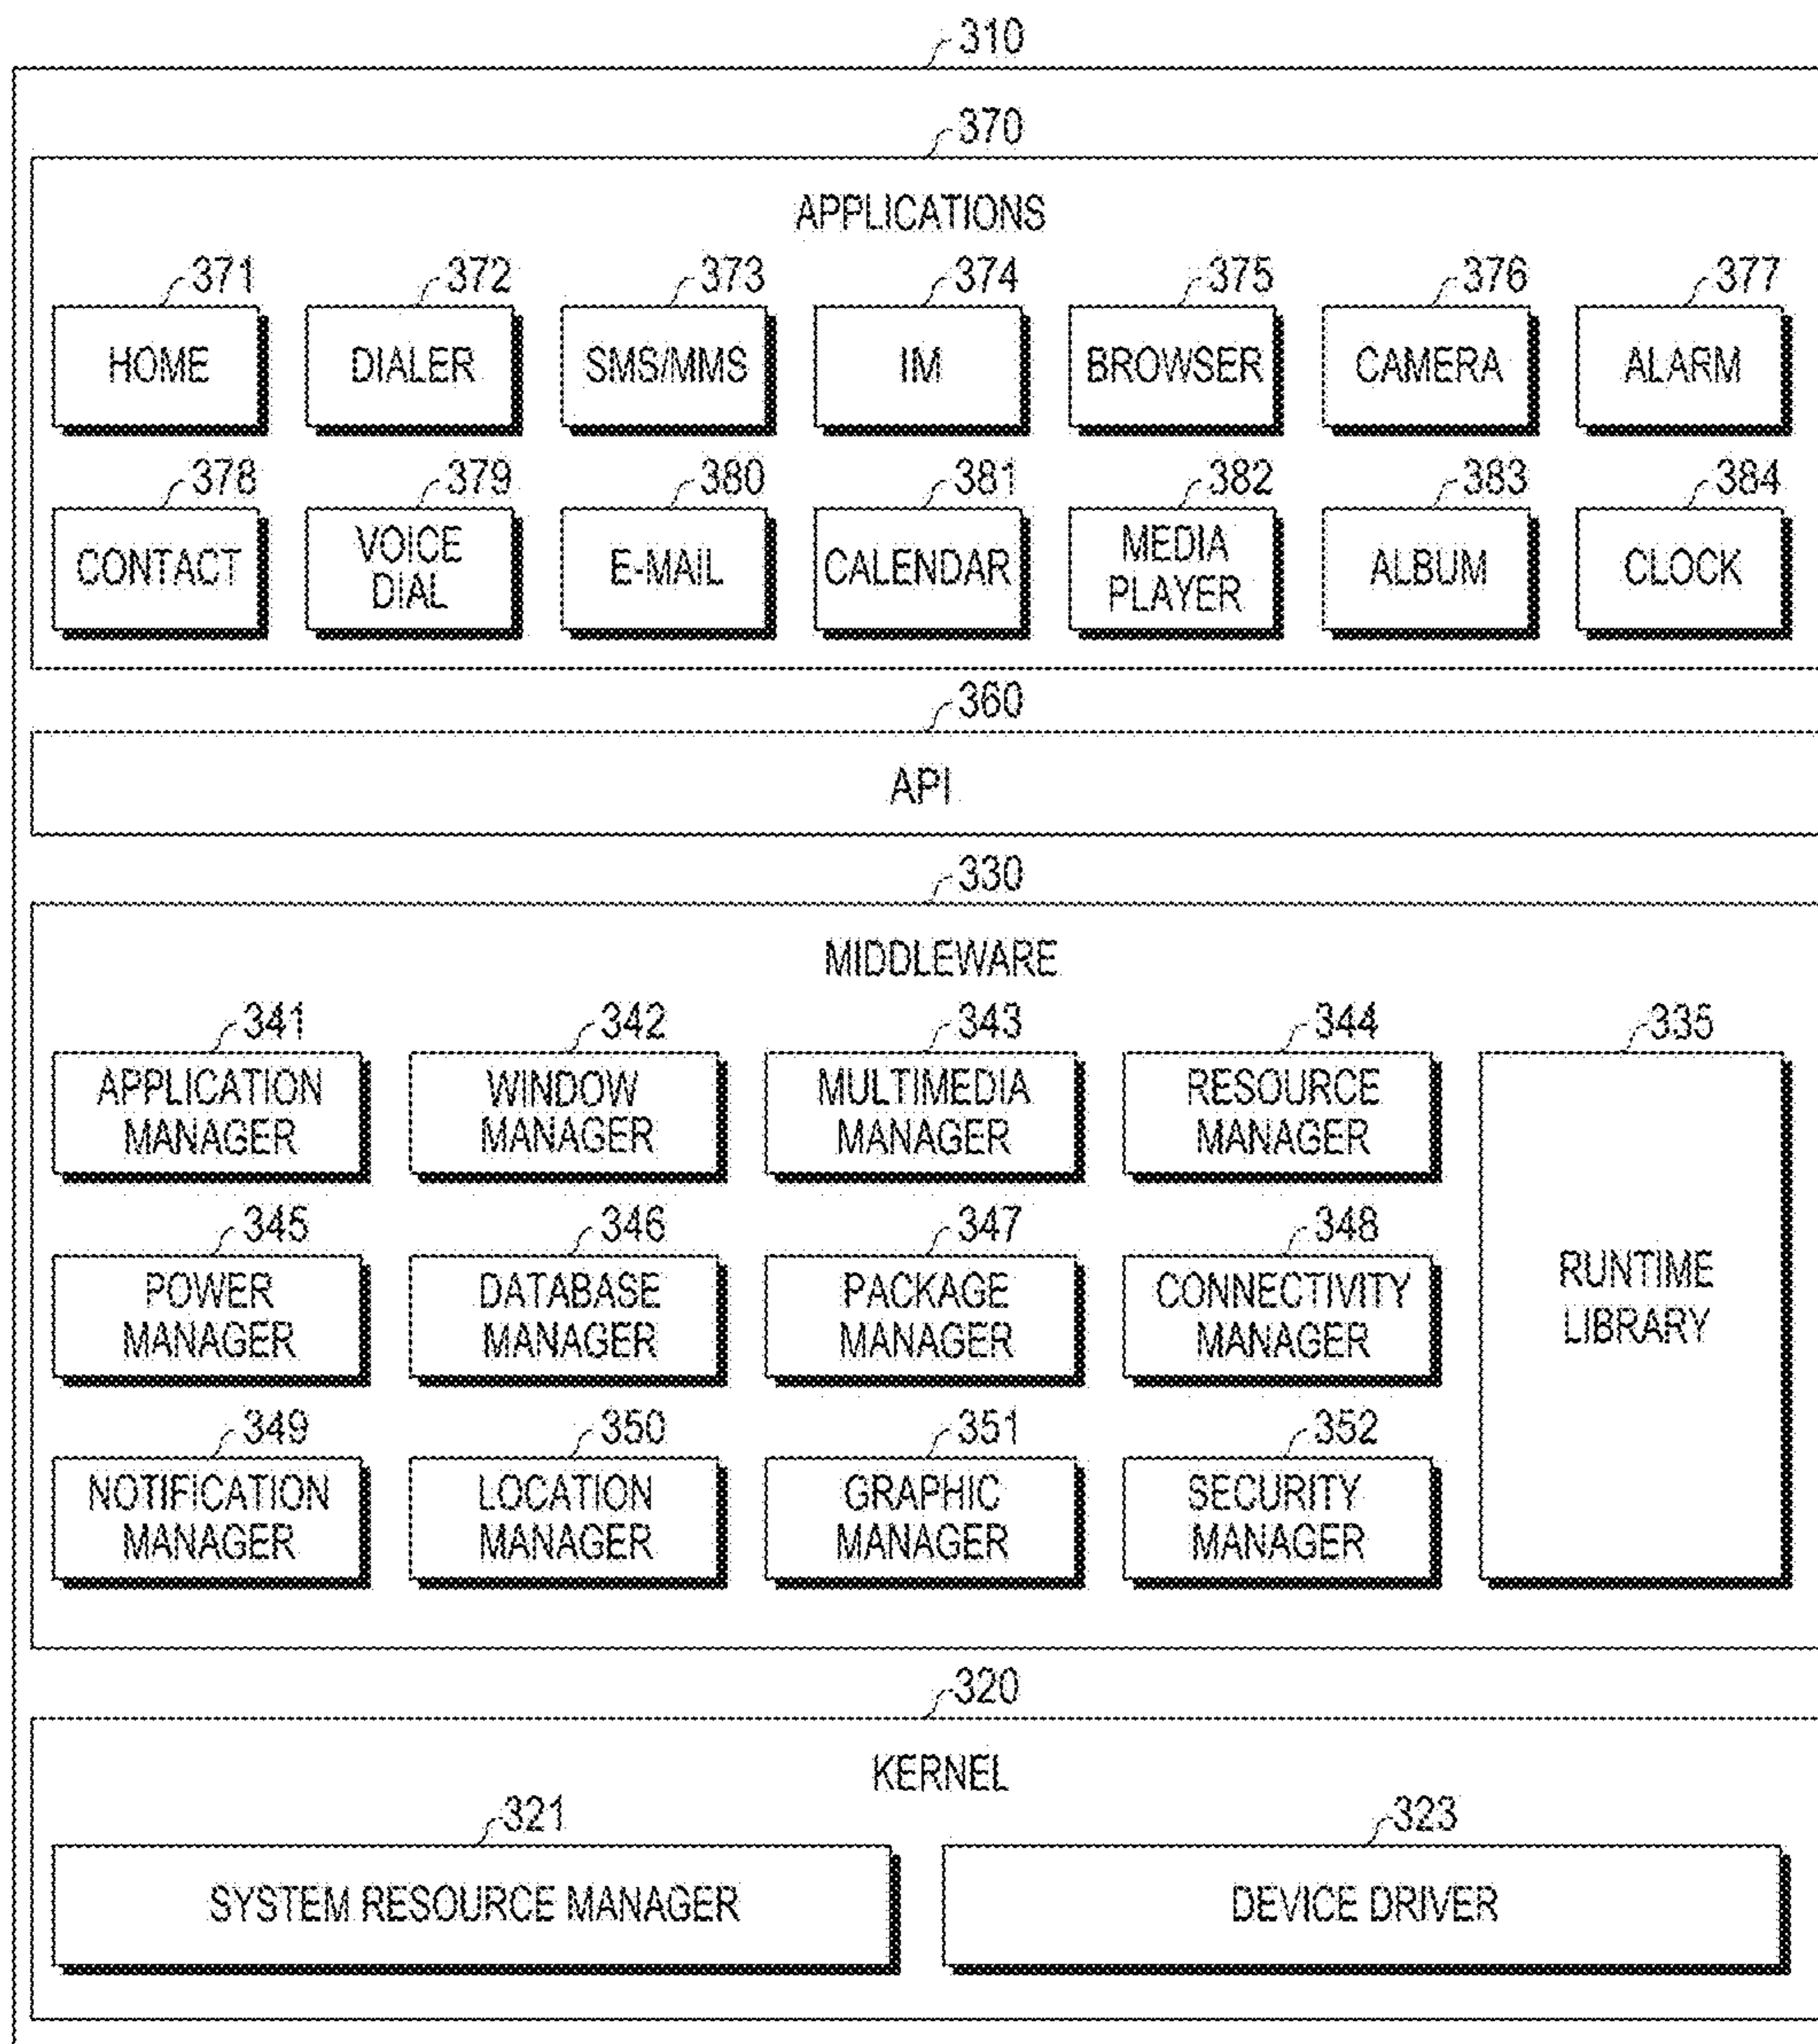 310
370
APPLICATIONS
371 372 373 374 375 376 377
HOME DIALER SMS/MMS IM BROWSER CAMERA ALARM
378 379 380 381 382 383 384
CONTACT VOICE DIAL E-MAIL CALENDAR MEDIA PLAYER ALBUM CLOCK
360
API
330
MIDDLEWARE
341 342 343 344 335
APPLICATION MANAGER WINDOW MANAGER MULTIMEDIA MANAGER RESOURCE MANAGER
345 346 347 348
POWER MANAGER DATABASE MANAGER PACKAGE MANAGER CONNECTIVITY MANAGER RUNTIME LIBRARY
349 350 351 352
NOTIFICATION MANAGER LOCATION MANAGER GRAPHIC MANAGER SECURITY MANAGER
320
KERNEL
321 323
SYSTEM RESOURCE MANAGER DEVICE DRIVER